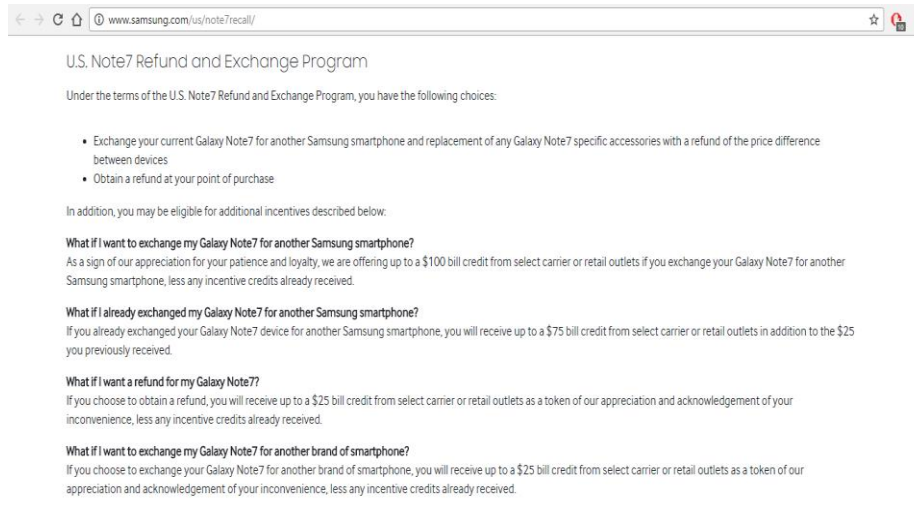 www.samsung.com/us/note7recall/
10
U.S. Note7 Refund and Exchange Program
Under the terms of the U.S. Note7 Refund and Exchange Program, you have the following choices:
• Exchange your current Galaxy Note7 for another Samsung smartphone and replacement of any Galaxy Note7 specific accessories with a refund of the price difference
between devices
• Obtain a refund at your point of purchase
In addition, you may be eligible for additional incentives described below:
What if I want to exchange my Galaxy Note7 for another Samsung smartphone?
As a sign of our appreciation for your patience and loyalty, we are offering up to a $100 bill credit from select carrier or retail outlets if you exchange your Galaxy Note7 for another
Samsung smartphone, less any incentive credits already received.
What if I already exchanged my Galaxy Note7 for another Samsung smartphone?
If you already exchanged your Galaxy Note7 device for another Samsung smartphone, you will receive up to a $75 bill credit from select carrier or retail outlets in addition to the $25
you previously received.
What if I want a refund for my Galaxy Note7?
If you choose to obtain a refund, you will receive up to a $25 bill credit from select carrier or retail outlets as a token of our appreciation and acknowledgement of your
inconvenience, less any incentive credits already received.
What if I want to exchange my Galaxy Note7 for another brand of smartphone?
If you choose to exchange your Galaxy Note7 for another brand of smartphone, you will receive up to a $25 bill credit from select carrier or retail outlets as a token of our
appreciation and acknowledgement of your inconvenience, less any incentive credits already received.